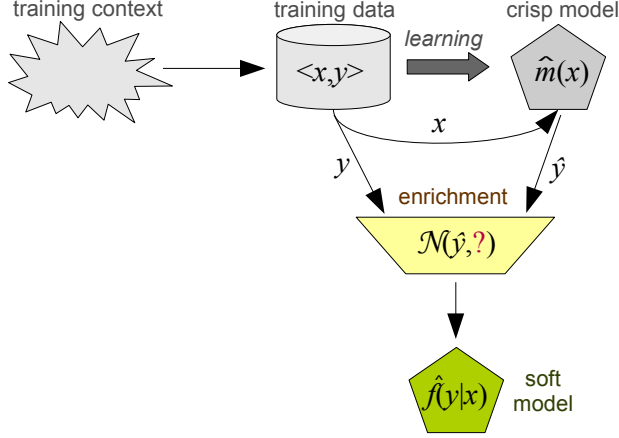 training context
training data
crisp model
learning
<x,y>
m̂(x)
x
y
ŷ
enrichment
𝒩(ŷ,?)
f̂(y|x)
soft
model